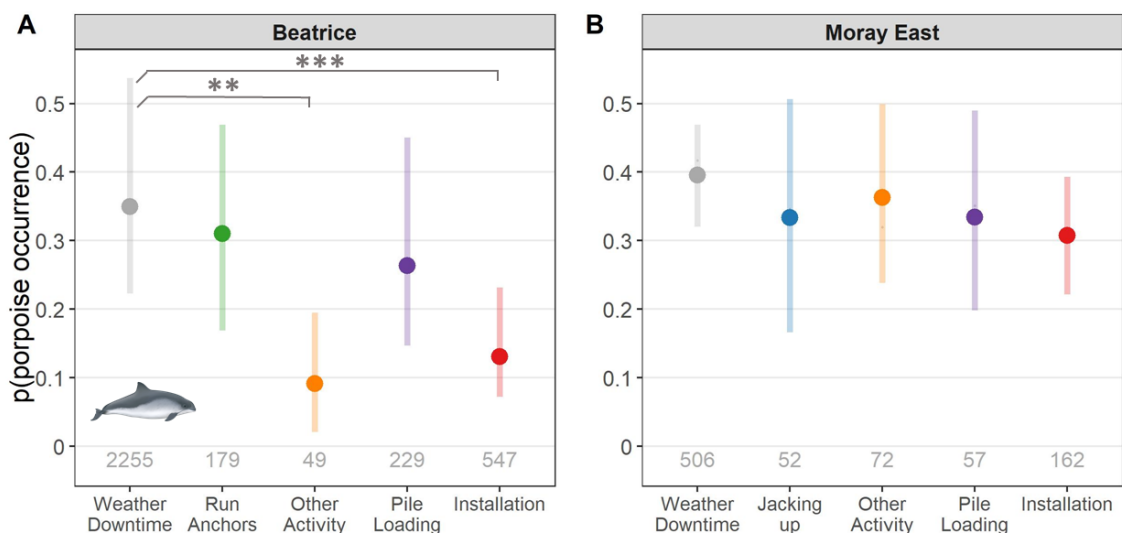 A
Beatrice
p(porpoise occurrence)
0.5
0.4
0.3
0.2
0.1
0
***
**
2255 179 49 229 547
Weather Downtime
Run Anchors
Other Activity
Pile Loading
Installation
B
Moray East
0.5
0.4
0.3
0.2
0.1
0
506 52 72 57 162
Weather Downtime
Jacking up
Other Activity
Pile Loading
Installation